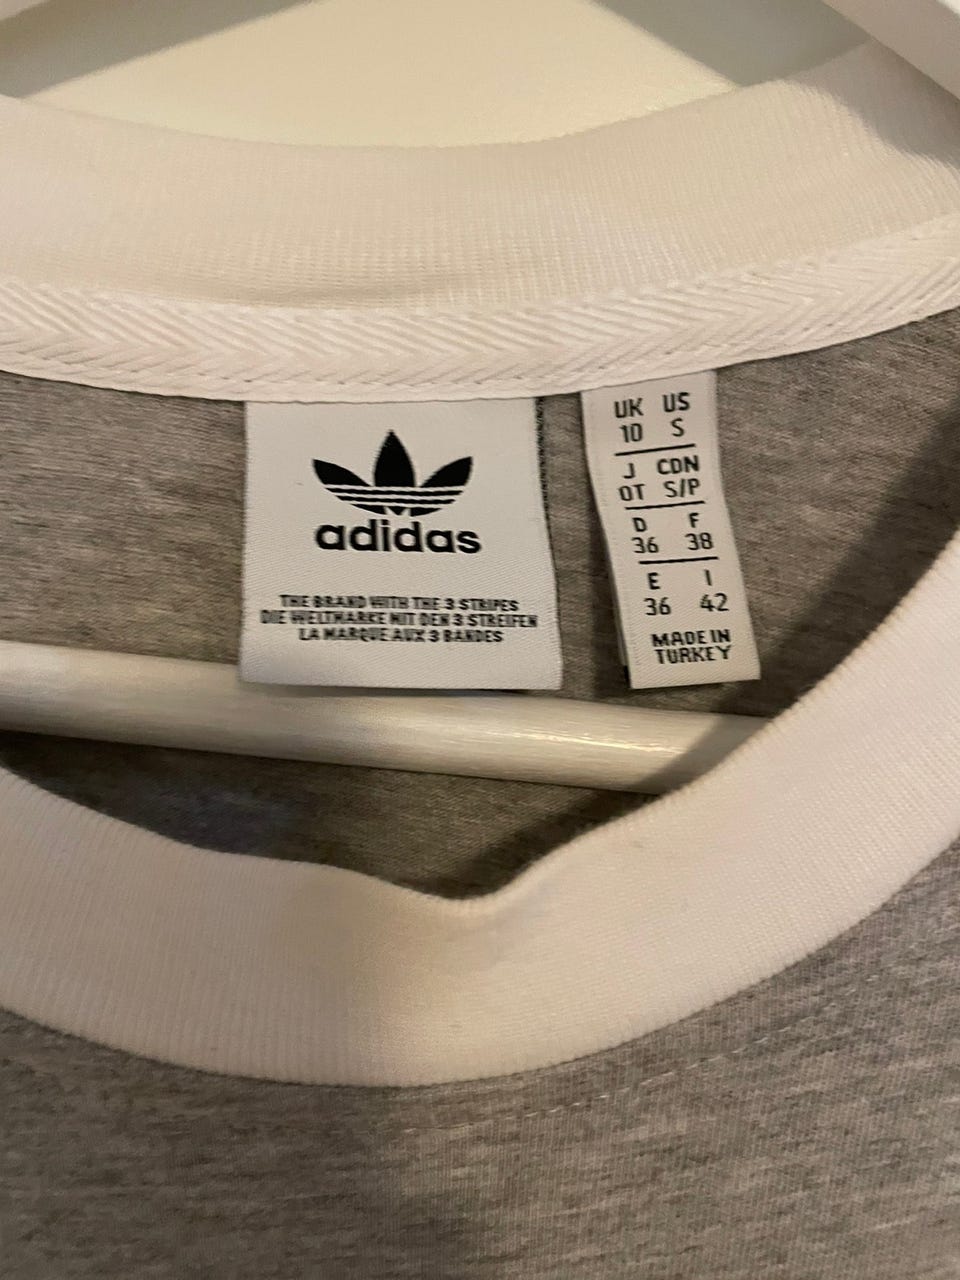 adidas
THE BRAND WITH THE 3 STRIPES
DIE WELTMARKE MIT DEN 3 STREIFEN
LA MARQUE AUX 3 BANDES
UK US
10 S
J CDN
OT S/P
D F
36 38
E I
36 42
MADE IN
TURKEY